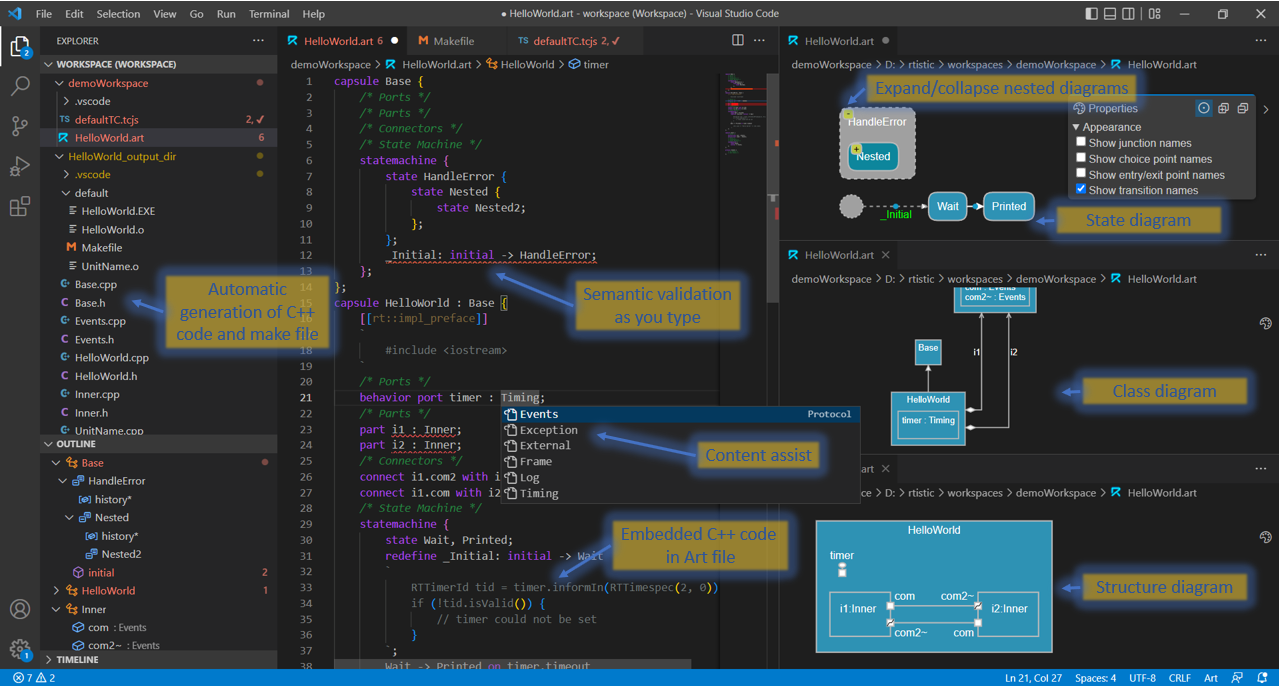 File Edit Selection View Go Run Terminal Help
● HelloWorld.art - workspace (Workspace) - Visual Studio Code
EXPLORER
WORKSPACE (WORKSPACE)
demoWorkspace
.vscode
TS defaultTC.tcjs 2, ✓
HelloWorld.art 6
HelloWorld_output_dir
.vscode
default
HelloWorld.EXE
HelloWorld.o
M Makefile
UnitName.o
Base.cpp
C Base.h
Events.cpp
C Events.h
HelloWorld.cpp
C HelloWorld.h
Inner.cpp
C Inner.h
UnitName.cpp
Automatic
generation of C++
code and make file
OUTLINE
Base
HandleError
history*
Nested
history*
Nested2
initial 2
HelloWorld 1
Inner
com : Events
com2~ : Events
TIMELINE
2
1
HelloWorld.art 6 ●
M Makefile
TS defaultTC.tcjs 2, ✓
demoWorkspace > HelloWorld.art > HelloWorld > timer
1 capsule Base {
2 /* Ports */
3 /* Parts */
4 /* Connectors */
5 /* State Machine */
6 statemachine {
7 state HandleError {
8 state Nested {
9 state Nested2;
10 };
11 };
12 _Initial: initial -> HandleError;
13 };
14 };
15 capsule HelloWorld : Base {
[[rt::impl_preface]]
`
18 #include <iostream>
19 `
20 /* Ports */
21 behavior port timer : Timing;
22 /* Parts */
23 part i1 : Inner;
24 part i2 : Inner;
25 /* Connectors */
26 connect i1.com2 with i
27 connect i1.com with i2
28 /* State Machine */
29 statemachine {
30 state Wait, Printed;
31 redefine _Initial: initial -> Wait
32 `
33 RTTimerId tid = timer.informIn(RTTimespec(2, 0))
34 if (!tid.isValid()) {
35 // timer could not be set
36 }
37 `;
38 Wait -> Printed on timer.timeout
Semantic validation
as you type
Events Protocol
Exception
External
Frame
Log
Timing
Content assist
Embedded C++ code
in Art file
HelloWorld.art ●
demoWorkspace > D: > rtistic > workspaces > demoWorkspace > HelloWorld.art
Expand/collapse nested diagrams
HandleError
Nested
_Initial
Wait
Printed
Properties
Appearance
Show junction names
Show choice point names
Show entry/exit point names
Show transition names
State diagram
HelloWorld.art
demoWorkspace > D: > rtistic > workspaces > demoWorkspace > HelloWorld.art
com : Events
com2~ : Events
Base
i1
i2
HelloWorld
timer : Timing
Class diagram
art
ce > D: > rtistic > workspaces > demoWorkspace > HelloWorld.art
HelloWorld
timer
i1:Inner
com
com2~
com2~
com
i2:Inner
Structure diagram
7 2
Ln 21, Col 27 Spaces: 4 UTF-8 CRLF Art